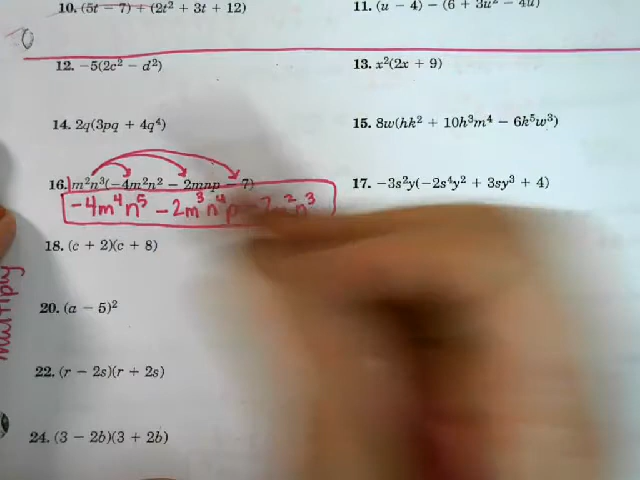 10. (5t − 7) + (2t² + 3t + 12)
11. (u − 4) − (6 + 3u² − 4u)
12. −5(2c² − d²)
13. x²(2x + 9)
14. 2q(3pq + 4q⁴)
15. 8w(hk² + 10h³m⁴ − 6k⁵w³)
16. m²n³(−4m²n² − 2mnp − 7)
−4m⁴n⁵ − 2m³n⁴p − 7m²n³
17. −3s²y(−2s⁴y² + 3sy³ + 4)
18. (c + 2)(c + 8)
20. (a − 5)²
22. (r − 2s)(r + 2s)
24. (3 − 2b)(3 + 2b)
multiply